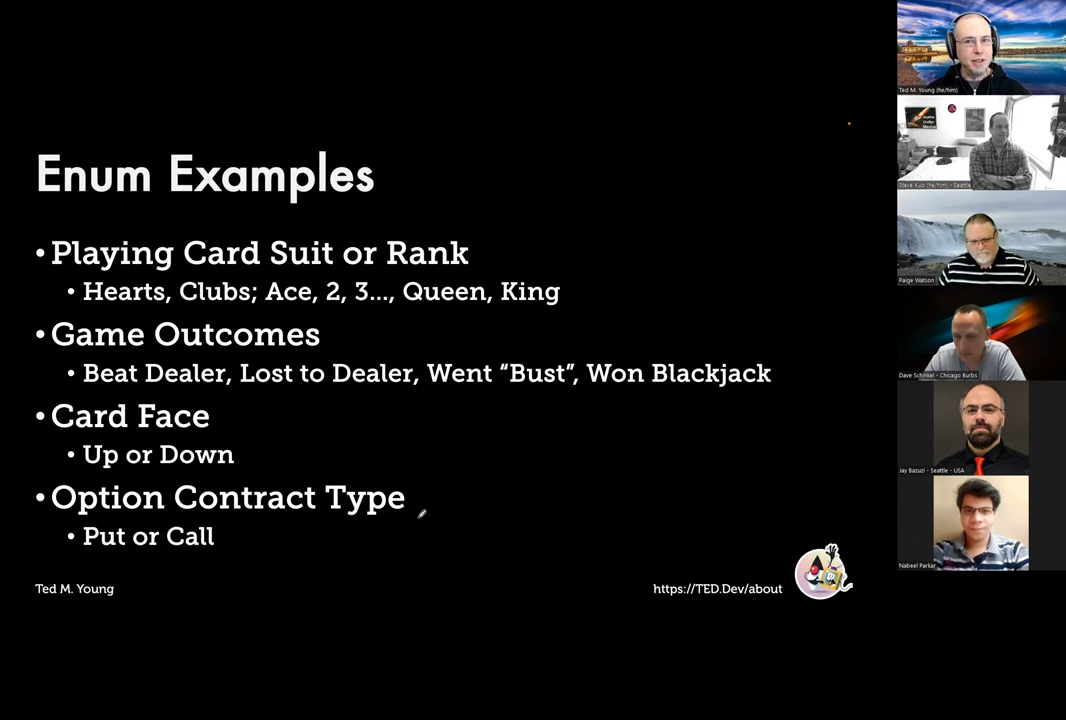 Enum Examples
• Playing Card Suit or Rank
• Hearts, Clubs; Ace, 2, 3..., Queen, King
• Game Outcomes
• Beat Dealer, Lost to Dealer, Went “Bust”, Won Blackjack
• Card Face
• Up or Down
• Option Contract Type
• Put or Call
Ted M. Young
https://TED.Dev/about
Ted M. Young (he/him)
Steve Kuo (he/him) - Seattle
Paige Watson
Dave Schinkel - Chicago Burbs
Jay Bazuzi - Seattle - USA
Nabeel Parkar